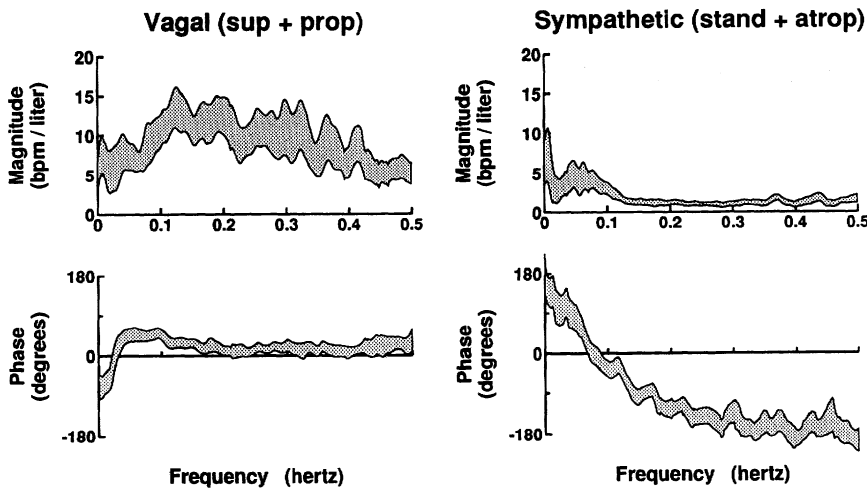 Vagal (sup + prop)
Sympathetic (stand + atrop)
Magnitude
(bpm / liter)
20
15
10
5
0
0 0.1 0.2 0.3 0.4 0.5
Magnitude
(bpm / liter)
20
15
10
5
0
0 0.1 0.2 0.3 0.4 0.5
Phase
(degrees)
180
0
-180
Frequency (hertz)
Phase
(degrees)
180
0
-180
Frequency (hertz)